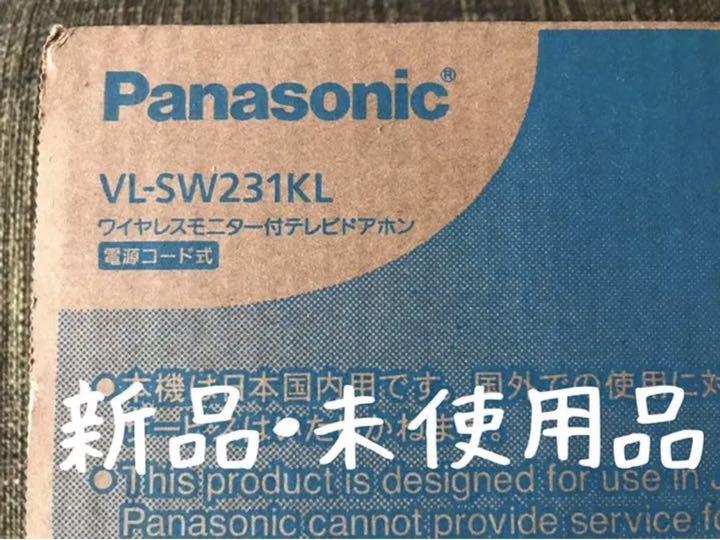 Panasonic®
VL-SW231KL
ワイヤレスモニター付テレビドアホン
電源コード式
●本機は日本国内用です。国外での使用に対
新品・未使用品
●This product is designed for use in J
Panasonic cannot provide service f